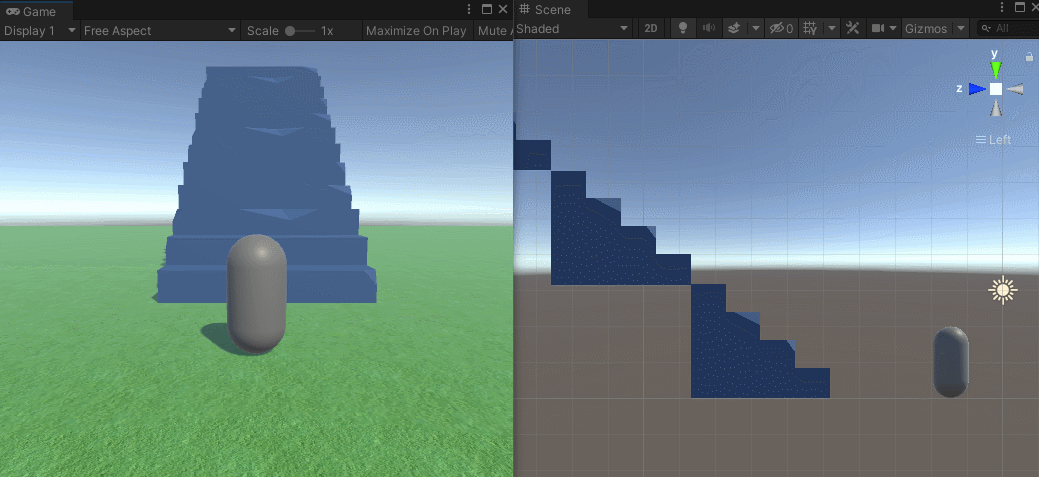 Game
Display 1 Free Aspect Scale 1x Maximize On Play Mute A
Scene
Shaded 2D 0 Gizmos All
y
z
Left